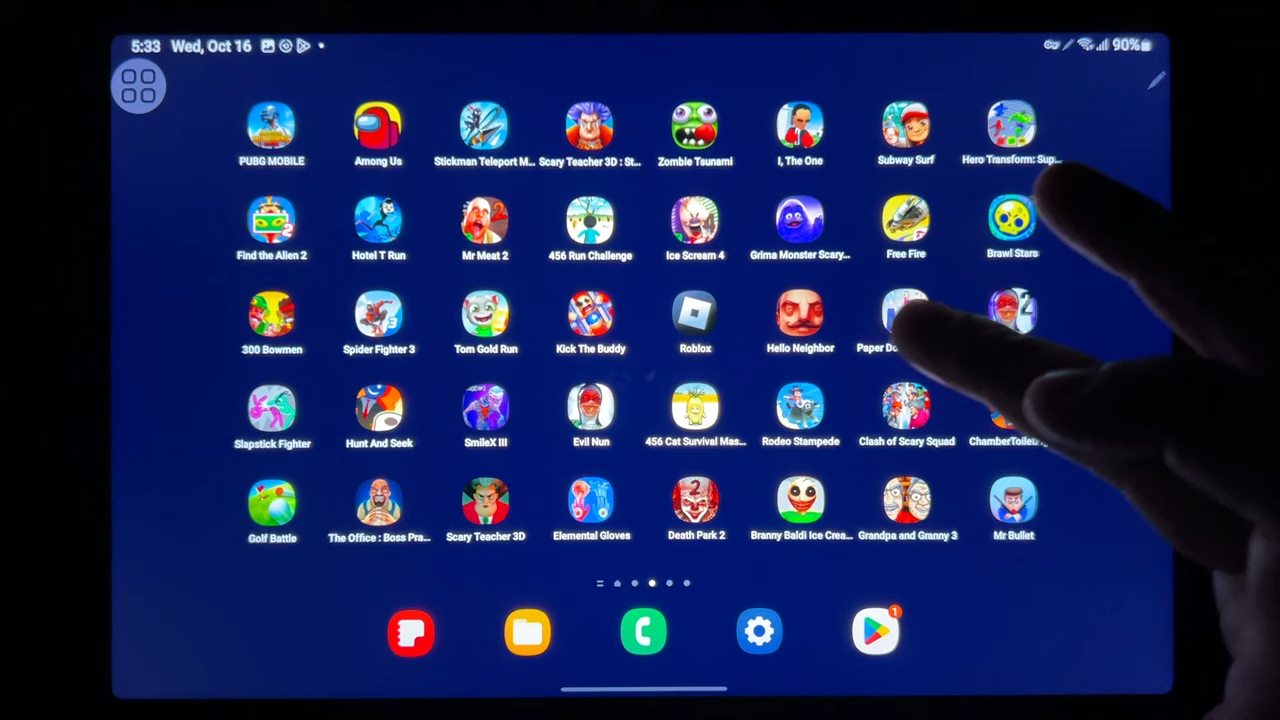 5:33 Wed, Oct 16 90%
PUBG MOBILE Among Us Stickman Teleport M... Scary Teacher 3D : St... Zombie Tsunami I, The One Subway Surf Hero Transform: Sup...
Find the Alien 2 Hotel T Run Mr Meat 2 456 Run Challenge Ice Scream 4 Grima Monster Scary... Free Fire Brawl Stars
300 Bowmen Spider Fighter 3 Tom Gold Run Kick The Buddy Roblox Hello Neighbor Paper
Slapstick Fighter Hunt And Seek SmileX III Evil Nun 456 Cat Survival Mas... Rodeo Stampede Clash of Scary Squad
Golf Battle The Office : Boss Pra... Scary Teacher 3D Elemental Gloves Death Park 2 Branny Baldi Ice Crea... Grandpa and Granny 3 Mr Bullet
1